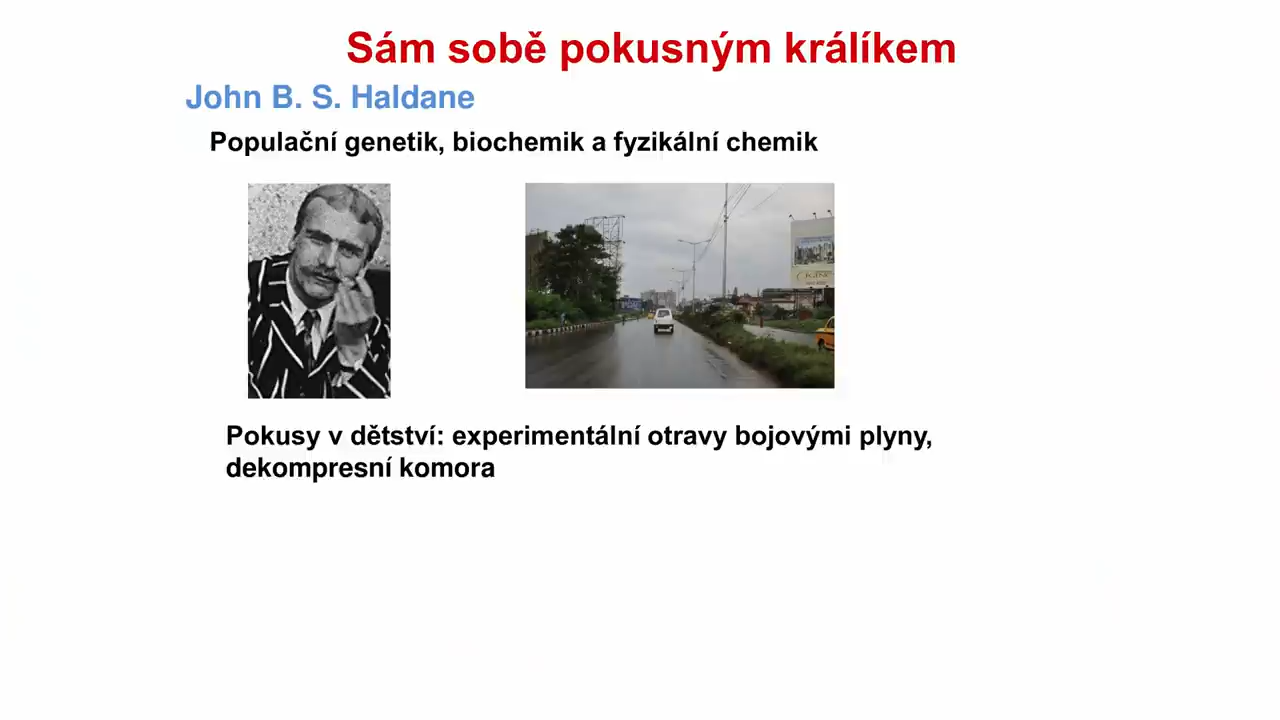 Sám sobě pokusným králíkem
John B. S. Haldane
Populační genetik, biochemik a fyzikální chemik
Pokusy v dětství: experimentální otravy bojovými plyny,
dekompresní komora